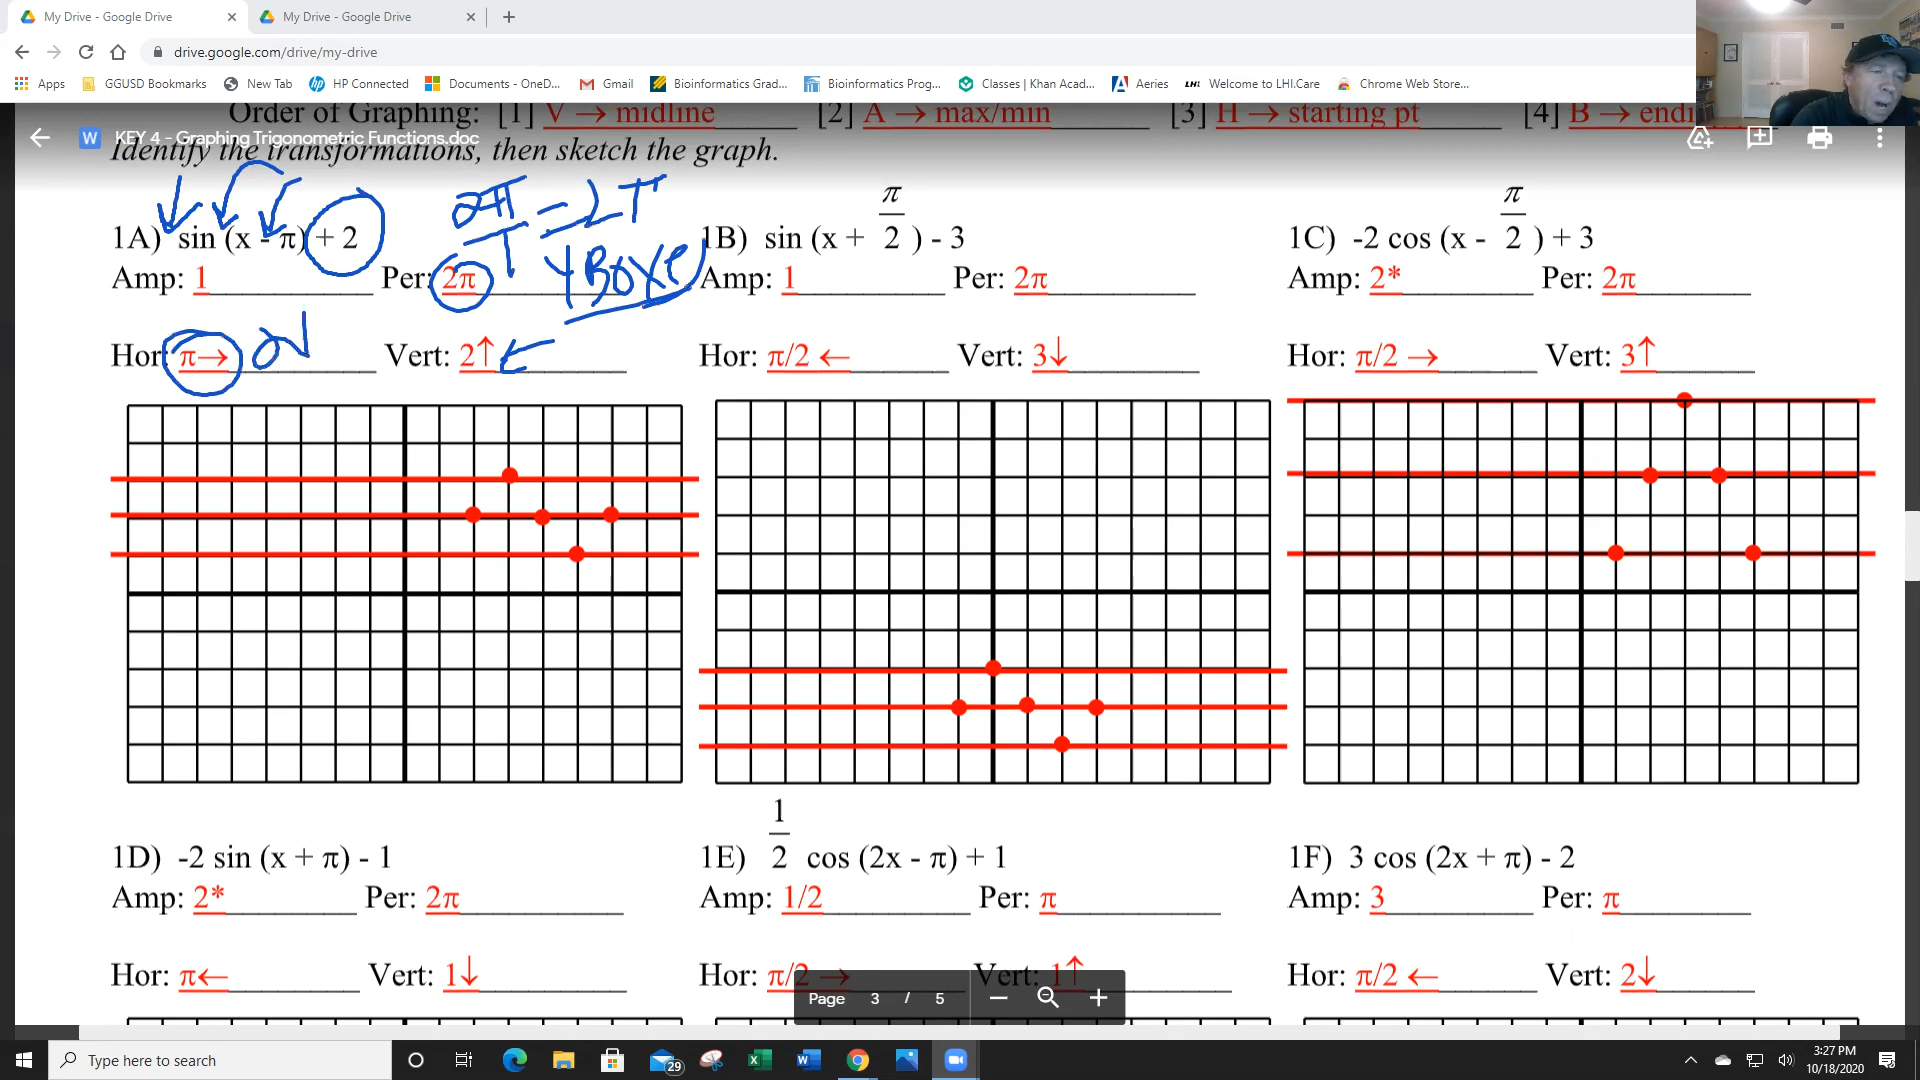 My Drive - Google Drive
My Drive - Google Drive
drive.google.com/drive/my-drive
Apps GGUSD Bookmarks New Tab HP Connected Documents - OneD... Gmail Bioinformatics Grad... Bioinformatics Prog... Classes | Khan Acad... Aeries LHI. Welcome to LHI.Care Chrome Web Store...
Order of Graphing: [1] V → midline [2] A → max/min [3] H → starting pt [4] B → endi
KEY 4 - Graphing Trigonometric Functions.doc
Identify the transformations, then sketch the graph.
2π/1 = 2π
4 Boxes
1A) sin (x - π) + 2
1B) sin (x + π/2) - 3
1C) -2 cos (x - π/2) + 3
Amp: 1 Per: 2π
Amp: 1 Per: 2π
Amp: 2* Per: 2π
Hor: π→ Vert: 2↑
Hor: π/2 ← Vert: 3↓
Hor: π/2 → Vert: 3↑
1D) -2 sin (x + π) - 1
1E) 1/2 cos (2x - π) + 1
1F) 3 cos (2x + π) - 2
Amp: 2* Per: 2π
Amp: 1/2 Per: π
Amp: 3 Per: π
Hor: π← Vert: 1↓
Hor: π/2 → Vert: 1↑
Hor: π/2 ← Vert: 2↓
Page 3 / 5
Type here to search
29
3:27 PM
10/18/2020